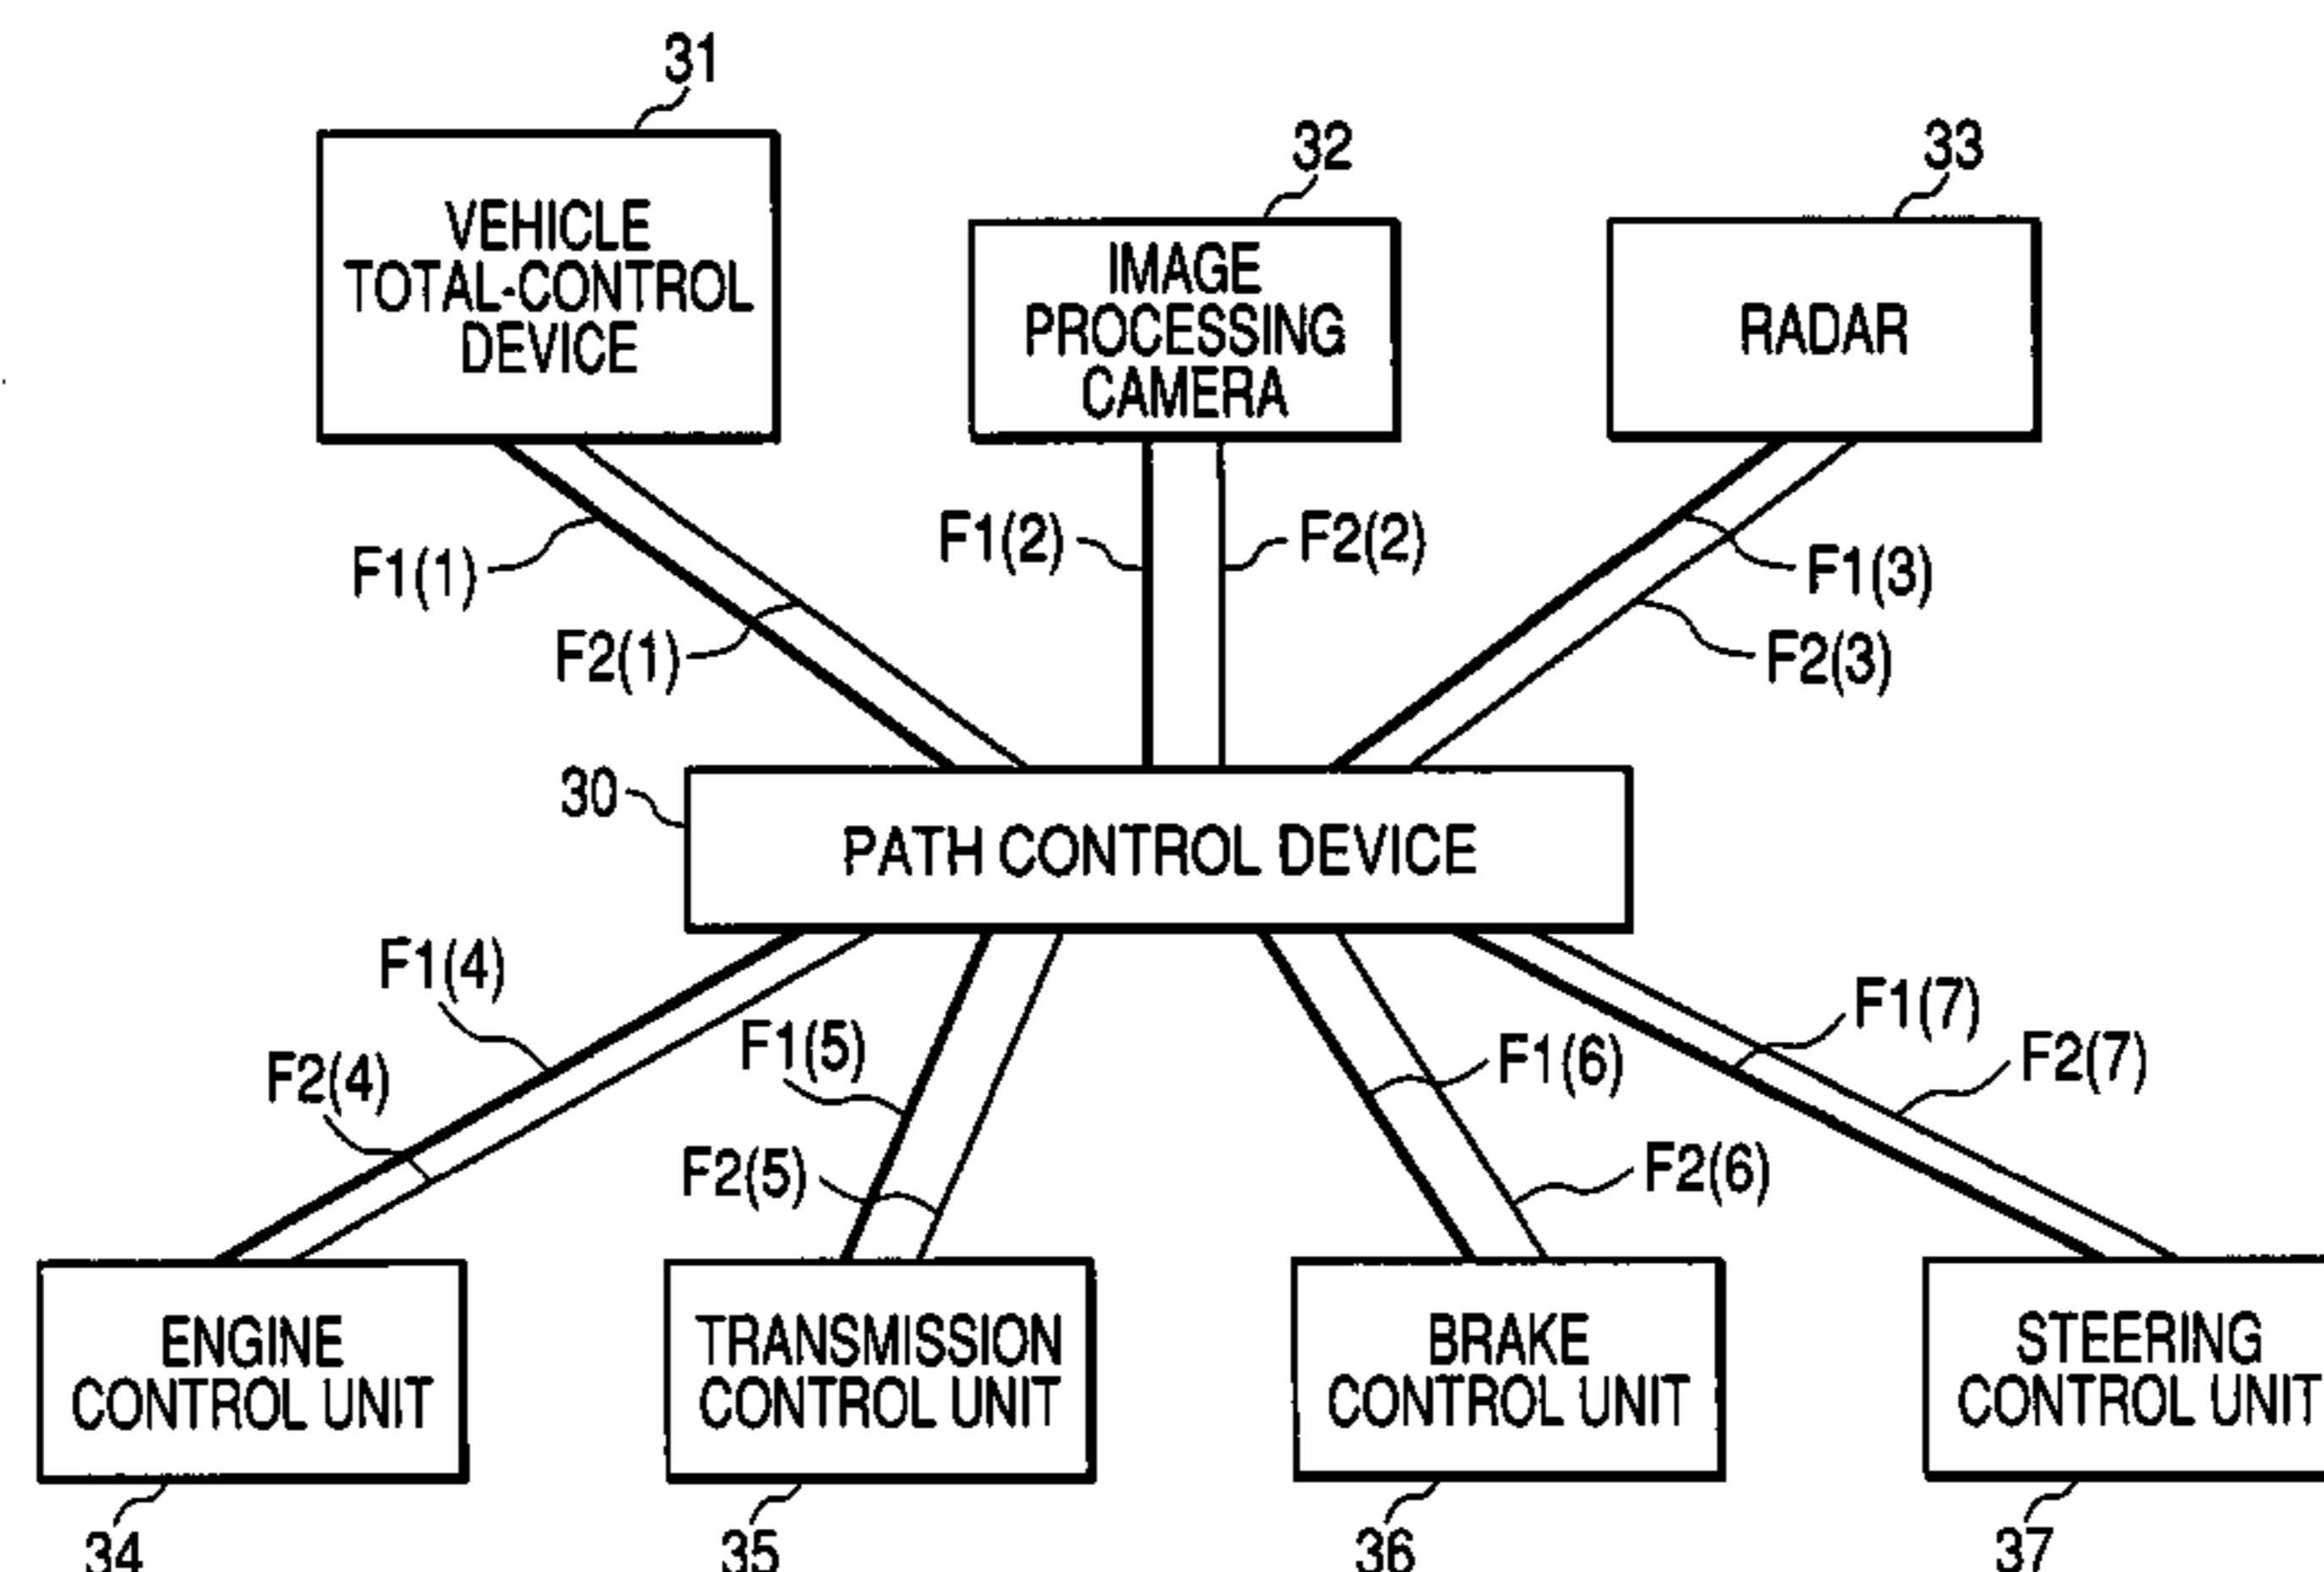 31
32
33
VEHICLE
TOTAL-CONTROL
DEVICE
IMAGE
PROCESSING
CAMERA
RADAR
F1(1)
F2(1)
F1(2)
F2(2)
F1(3)
F2(3)
30
PATH CONTROL DEVICE
F1(4)
F2(4)
F1(5)
F2(5)
F1(6)
F2(6)
F1(7)
F2(7)
ENGINE
CONTROL UNIT
TRANSMISSION
CONTROL UNIT
BRAKE
CONTROL UNIT
STEERING
CONTROL UNIT
34
35
36
37